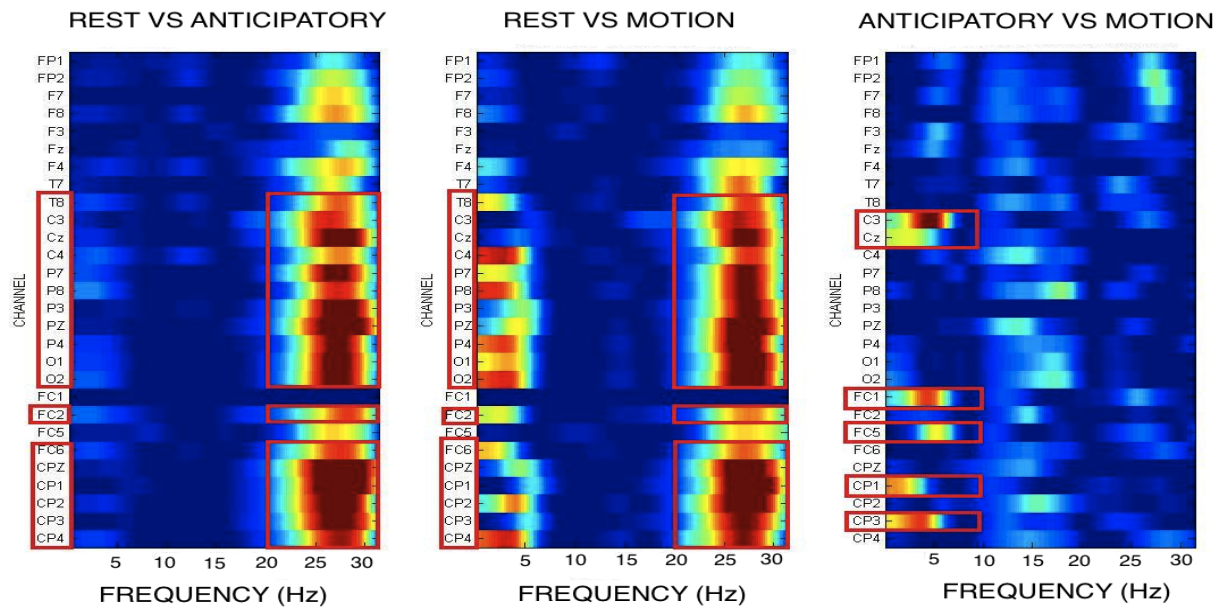 REST VS ANTICIPATORY
FP1
FP2
F7
F8
F3
Fz
F4
T7
T8
C3
Cz
C4
P7
P8
P3
PZ
P4
O1
O2
FC1
FC2
FC5
FC6
CPZ
CP1
CP2
CP3
CP4
CHANNEL
5 10 15 20 25 30
FREQUENCY (Hz)
REST VS MOTION
FP1
FP2
F7
F8
F3
Fz
F4
T7
T8
C3
Cz
C4
P7
P8
P3
PZ
P4
O1
O2
FC1
FC2
FC5
FC6
CPZ
CP1
CP2
CP3
CP4
CHANNEL
5 10 15 20 25 30
FREQUENCY (Hz)
ANTICIPATORY VS MOTION
FP1
FP2
F7
F8
F3
Fz
F4
T7
T8
C3
Cz
C4
P7
P8
P3
PZ
P4
O1
O2
FC1
FC2
FC5
FC6
CPZ
CP1
CP2
CP3
CP4
CHANNEL
5 10 15 20 25 30
FREQUENCY (Hz)